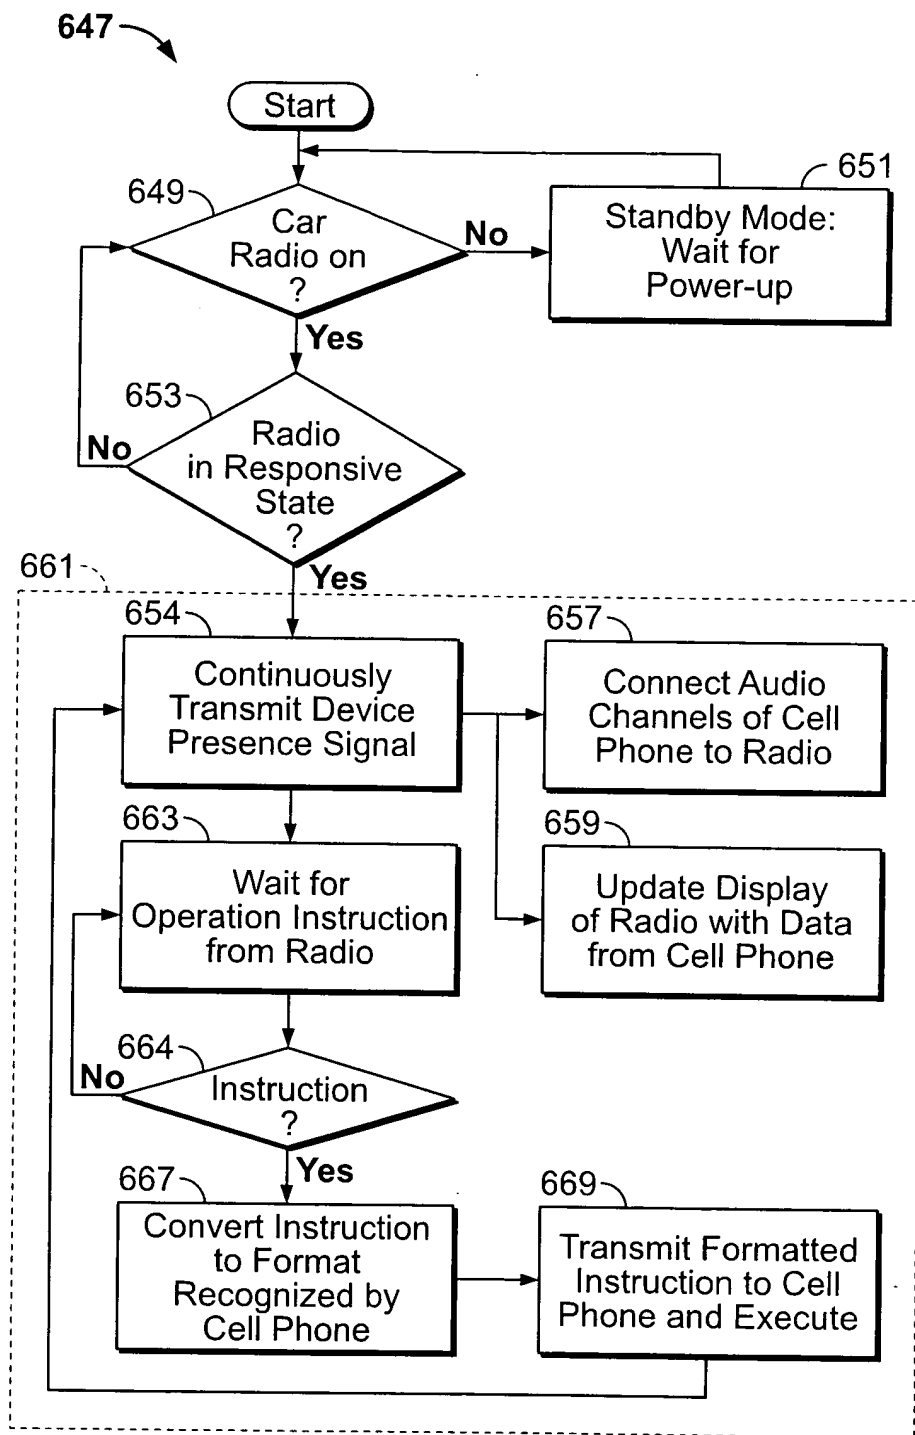 647
Start
649
Car
Radio on
?
No
651
Standby Mode:
Wait for
Power-up
Yes
653
Radio
in Responsive
State
?
No
Yes
661
654
Continuously
Transmit Device
Presence Signal
657
Connect Audio
Channels of Cell
Phone to Radio
663
Wait for
Operation Instruction
from Radio
659
Update Display
of Radio with Data
from Cell Phone
664
Instruction
?
No
Yes
667
Convert Instruction
to Format
Recognized by
Cell Phone
669
Transmit Formatted
Instruction to Cell
Phone and Execute